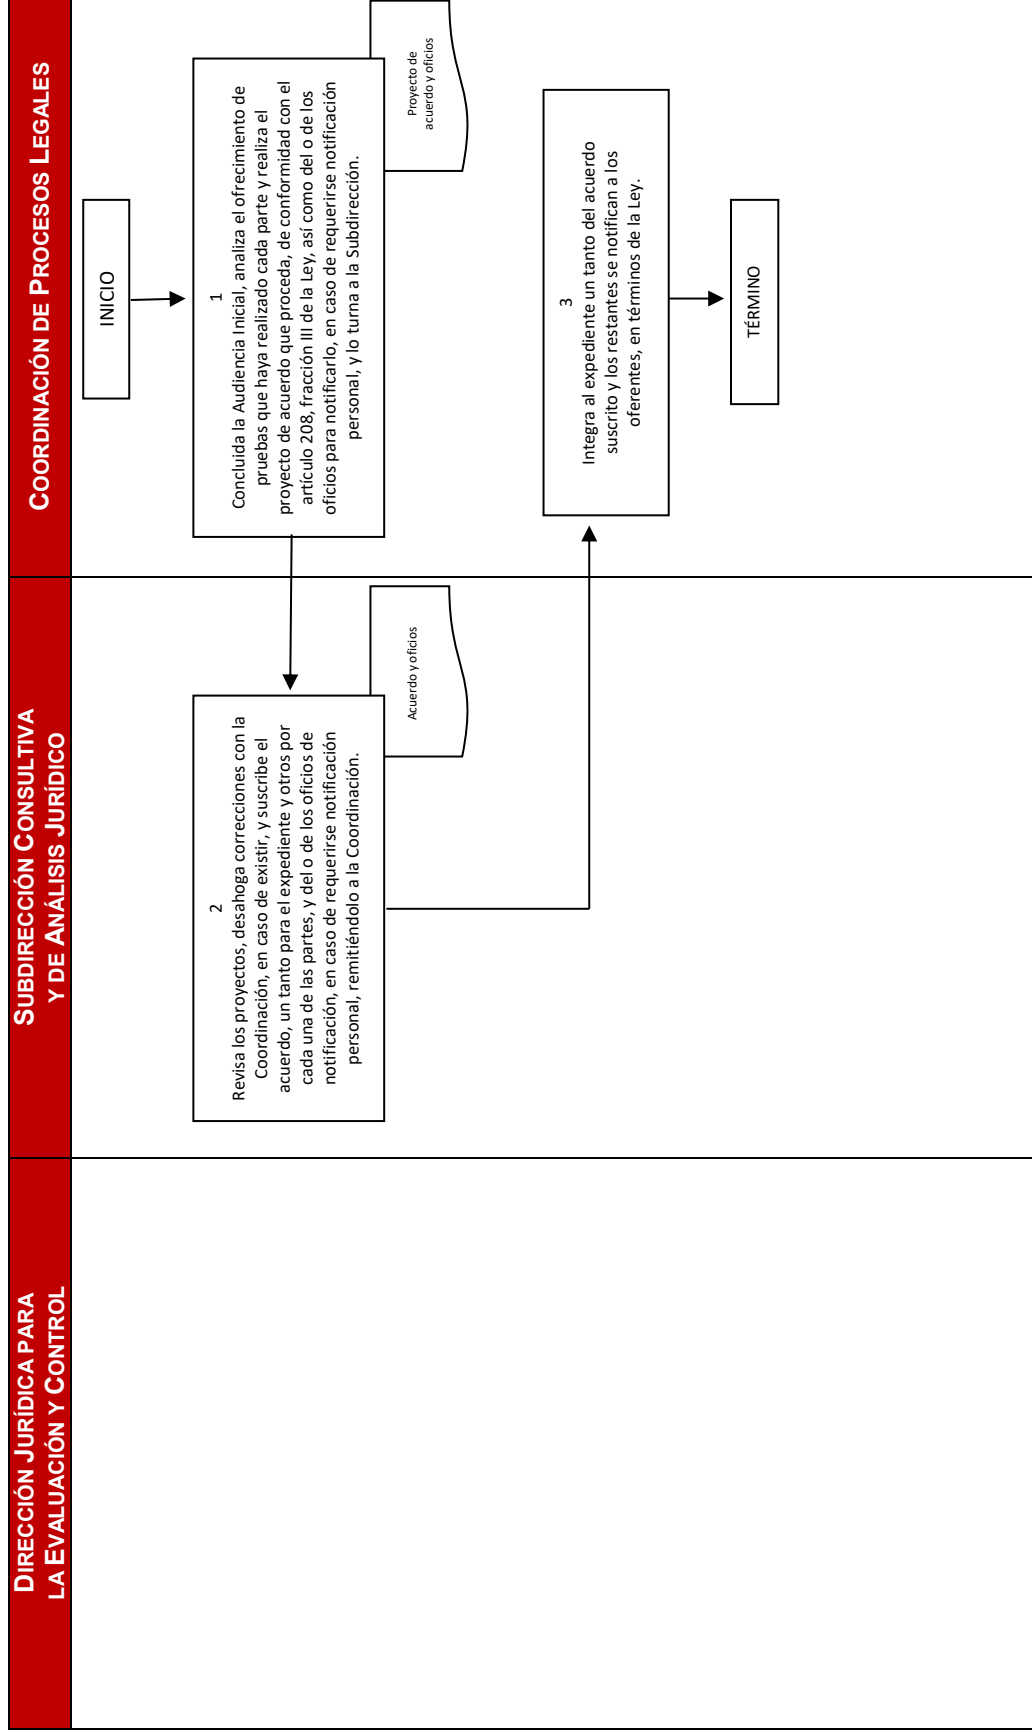 DIRECCIÓN JURÍDICA PARA
LA EVALUACIÓN Y CONTROL
SUBDIRECCIÓN CONSULTIVA
Y DE ANÁLISIS JURÍDICO
COORDINACIÓN DE PROCESOS LEGALES
INICIO
1
Concluida la Audiencia Inicial, analiza el ofrecimiento de
pruebas que haya realizado cada parte y realiza el
proyecto de acuerdo que proceda, de conformidad con el
artículo 208, fracción III de la Ley, así como del o de los
oficios para notificarlo, en caso de requerirse notificación
personal, y lo turna a la Subdirección.
Proyecto de
acuerdo y oficios
2
Revisa los proyectos, desahoga correcciones con la
Coordinación, en caso de existir, y suscribe el
acuerdo, un tanto para el expediente y otros por
cada una de las partes, y del o de los oficios de
notificación, en caso de requerirse notificación
personal, remitiéndolo a la Coordinación.
Acuerdo y oficios
3
Integra al expediente un tanto del acuerdo
suscrito y los restantes se notifican a los
oferentes, en términos de la Ley.
TÉRMINO